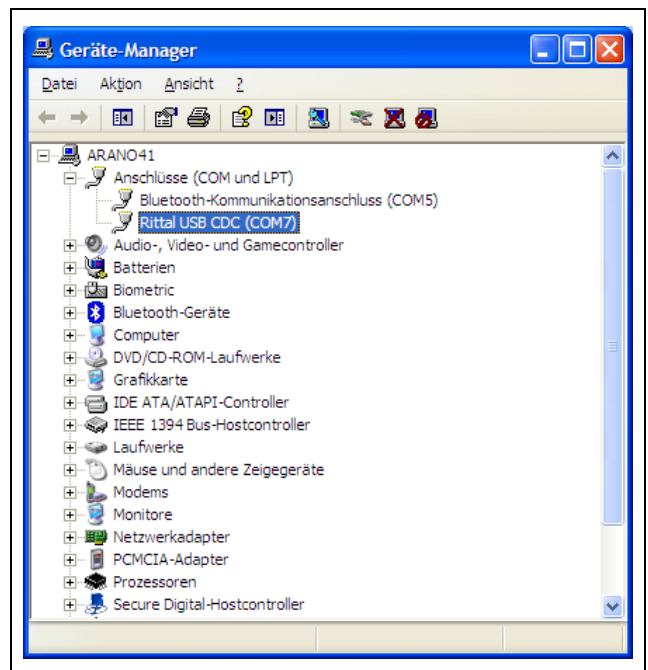 Geräte-Manager
Datei Aktion Ansicht ?
ARANO41
Anschlüsse (COM und LPT)
Bluetooth-Kommunikationsanschluss (COM5)
Rittal USB CDC (COM7)
Audio-, Video- und Gamecontroller
Batterien
Biometric
Bluetooth-Geräte
Computer
DVD/CD-ROM-Laufwerke
Grafikkarte
IDE ATA/ATAPI-Controller
IEEE 1394 Bus-Hostcontroller
Laufwerke
Mäuse und andere Zeigegeräte
Modems
Monitore
Netzwerkadapter
PCMCIA-Adapter
Prozessoren
Secure Digital-Hostcontroller